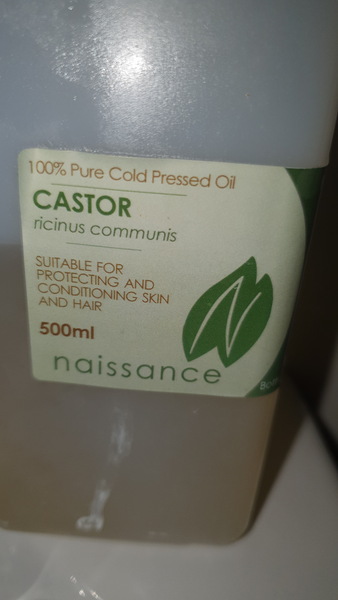 100% Pure Cold Pressed Oil
CASTOR
ricinus communis
SUITABLE FOR
PROTECTING AND
CONDITIONING SKIN
AND HAIR
500ml
naissance